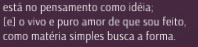 está no pensamento como idéia;
[e] o vivo e puro amor de que sou feito,
como matéria simples busca a forma.